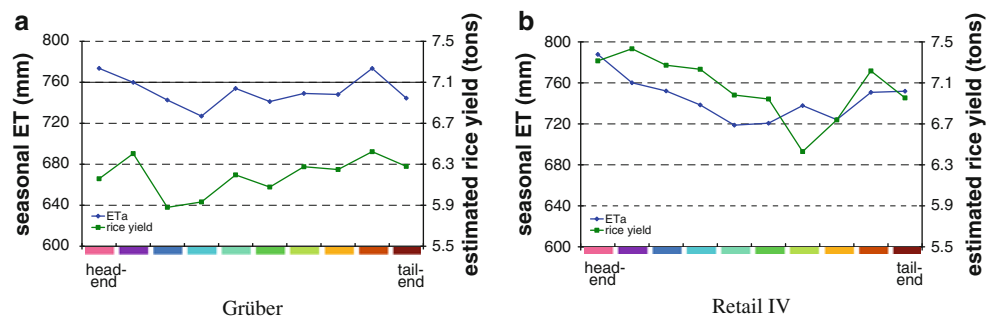 a
seasonal ET (mm)
800
760
720
680
640
600
7.5
7.1
6.7
6.3
5.9
5.5
estimated rice yield (tons)
ETa
rice yield
head-
end
tail-
end
Grüber
b
seasonal ET (mm)
800
760
720
680
640
600
7.5
7.1
6.7
6.3
5.9
5.5
estimated rice yield (tons)
ETa
rice yield
head-
end
tail-
end
Retail IV